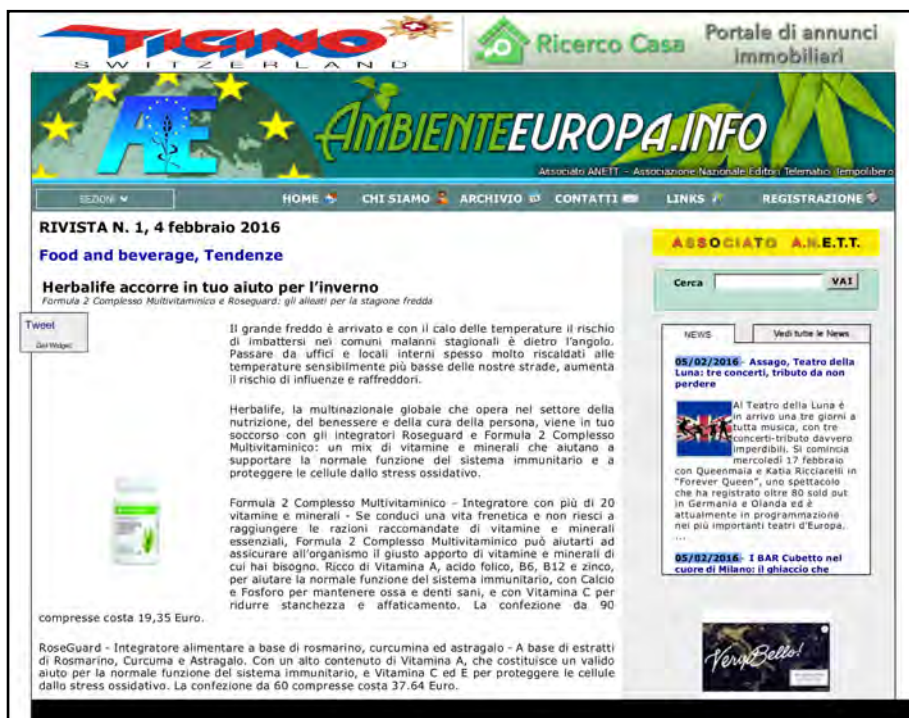 TICINO
SWITZERLAND
Ricerco Casa
Portale di annunci
immobiliari
AE
AMBIENTEEUROPA.INFO
Associato ANETT - Associazione Nazionale Editori Telematici Tempolibero
SEZIONI
HOME
CHI SIAMO
ARCHIVIO
CONTATTI
LINKS
REGISTRAZIONE
RIVISTA N. 1, 4 febbraio 2016
Food and beverage, Tendenze
Herbalife accorre in tuo aiuto per l'inverno
Formula 2 Complesso Multivitaminico e Roseguard: gli alleati per la stagione fredda
Tweet
Get Widget
Il grande freddo è arrivato e con il calo delle temperature il rischio
di imbattersi nei comuni malanni stagionali è dietro l'angolo.
Passare da uffici e locali interni spesso molto riscaldati alle
temperature sensibilmente più basse delle nostre strade, aumenta
il rischio di influenze e raffreddori.
Herbalife, la multinazionale globale che opera nel settore della
nutrizione, del benessere e della cura della persona, viene in tuo
soccorso con gli integratori Roseguard e Formula 2 Complesso
Multivitaminico: un mix di vitamine e minerali che aiutano a
supportare la normale funzione del sistema immunitario e a
proteggere le cellule dallo stress ossidativo.
Formula 2 Complesso Multivitaminico - Integratore con più di 20
vitamine e minerali - Se conduci una vita frenetica e non riesci a
raggiungere le razioni raccomandate di vitamine e minerali
essenziali, Formula 2 Complesso Multivitaminico può aiutarti ad
assicurare all'organismo il giusto apporto di vitamine e minerali di
cui hai bisogno. Ricco di Vitamina A, acido folico, B6, B12 e zinco,
per aiutare la normale funzione del sistema immunitario, con Calcio
e Fosforo per mantenere ossa e denti sani, e con Vitamina C per
ridurre stanchezza e affaticamento. La confezione da 90
compresse costa 19,35 Euro.
RoseGuard - Integratore alimentare a base di rosmarino, curcumina ed astragalo - A base di estratti
di Rosmarino, Curcuma e Astragalo. Con un alto contenuto di Vitamina A, che costituisce un valido
aiuto per la normale funzione del sistema immunitario, e Vitamine C ed E per proteggere le cellule
dallo stress ossidativo. La confezione da 60 compresse costa 37.64 Euro.
ASSOCIATO A.N.E.T.T.
Cerca
VAI
NEWS
Vedi tutte le News
05/02/2016 - Assago, Teatro della
Luna: tre concerti, tributo da non
perdere
Al Teatro della Luna è
in arrivo una tre giorni a
tutta musica, con tre
concerti-tributo davvero
imperdibili. Si comincia
mercoledì 17 febbraio
con Queenmaia e Katia Ricciarelli in
"Forever Queen", uno spettacolo
che ha registrato oltre 80 sold out
in Germania e Olanda ed è
attualmente in programmazione
nei più importanti teatri d'Europa.
...
05/02/2016 - I BAR Cubetto nel
cuore di Milano: il ghiaccio che
VeryBello!